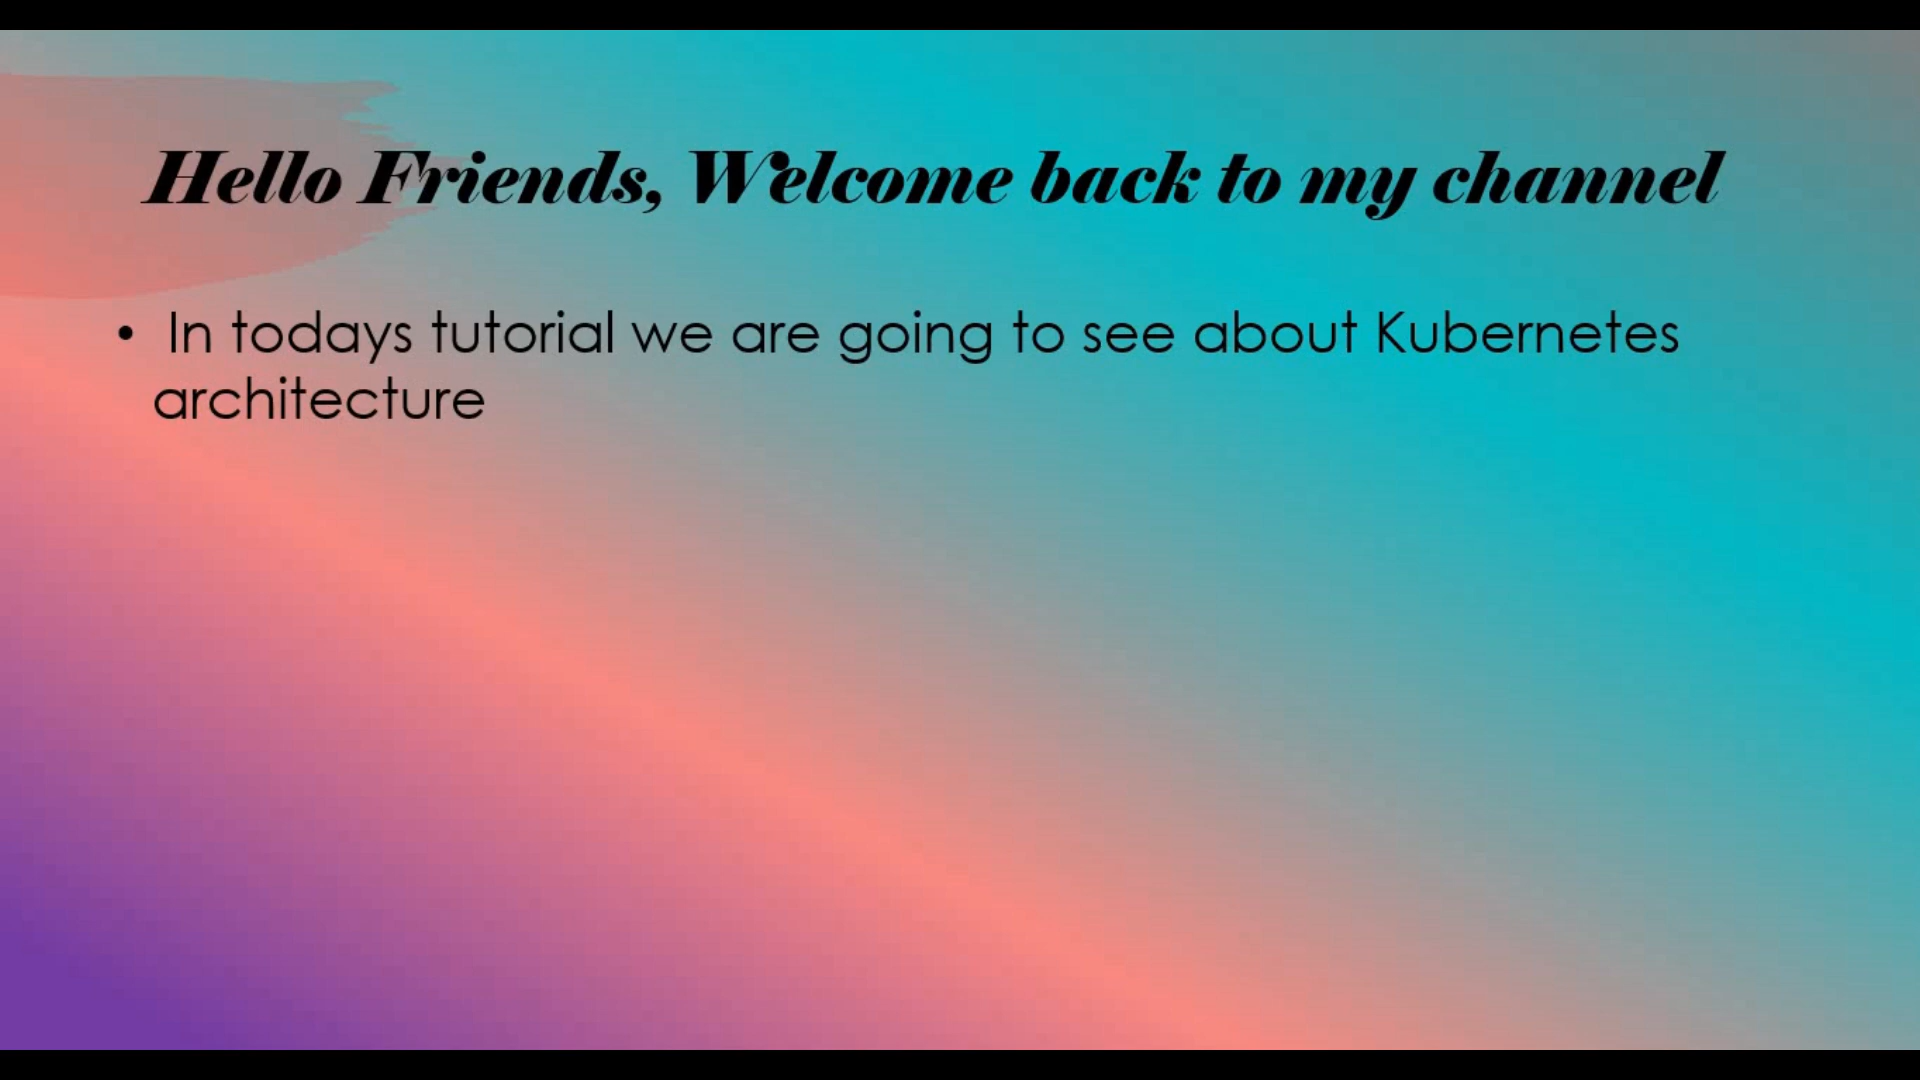 Hello Friends, Welcome back to my channel
• In todays tutorial we are going to see about Kubernetes
architecture